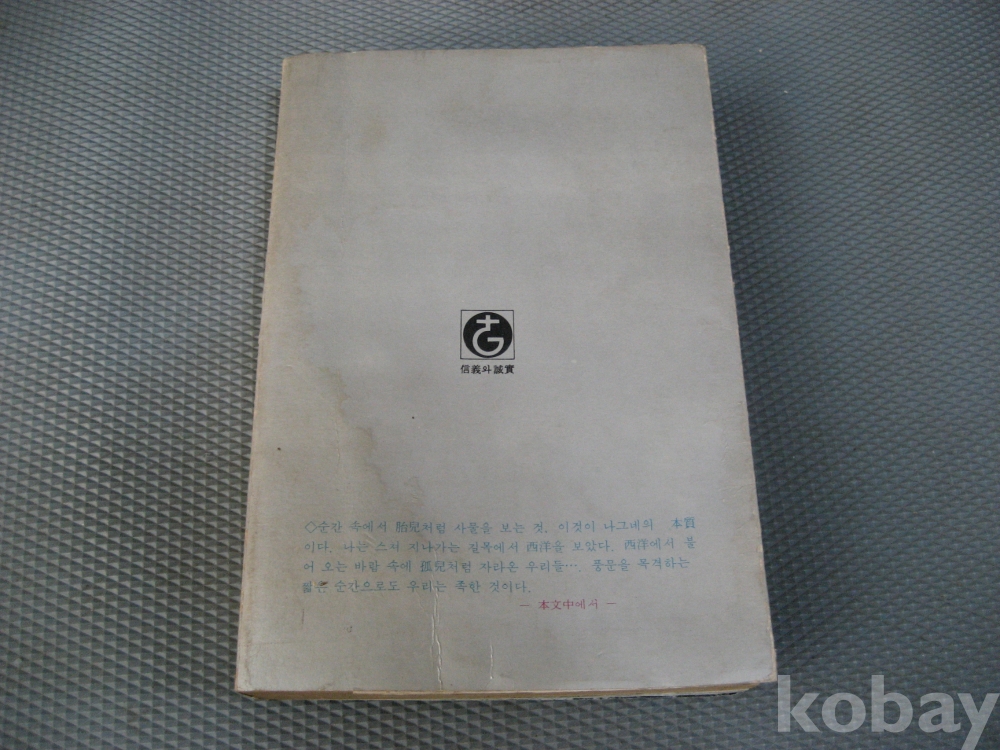 信義와 誠實
◇순간 속에서 胎兒처럼 사물을 보는 것. 이것이 나그네의 本質
이다. 나는 스쳐 지나가는 길목에서 西洋을 보았다. 西洋에서 불
어 오는 바람 속에 孤兒처럼 자라온 우리들…. 풍문을 목격하는
짧은 순간으로도 우리는 족한 것이다.
— 本文中에서 —
kobay